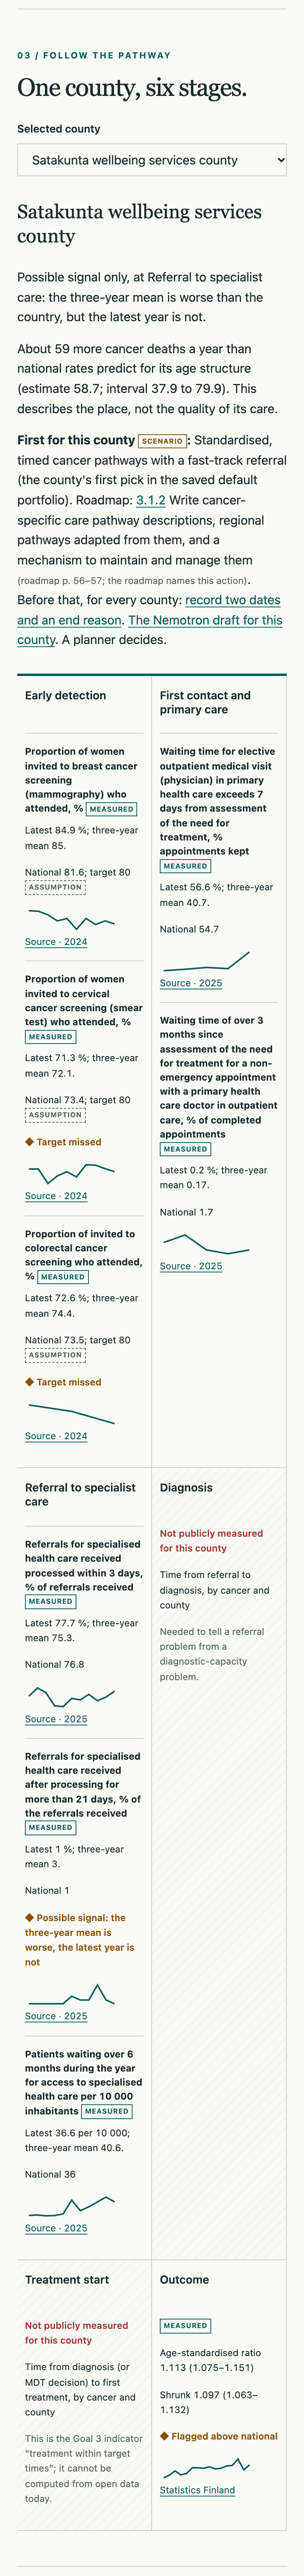 03 / FOLLOW THE PATHWAY
One county, six stages.
Selected county
Satakunta wellbeing services county
Satakunta wellbeing services
county
Possible signal only, at Referral to specialist
care: the three-year mean is worse than the
country, but the latest year is not.
About 59 more cancer deaths a year than
national rates predict for its age structure
(estimate 58.7; interval 37.9 to 79.9). This
describes the place, not the quality of its care.
First for this county SCENARIO : Standardised,
timed cancer pathways with a fast-track referral
(the county's first pick in the saved default
portfolio). Roadmap: 3.1.2 Write cancer-
specific care pathway descriptions, regional
pathways adapted from them, and a
mechanism to maintain and manage them
(roadmap p. 56–57; the roadmap names this action).
Before that, for every county: record two dates
and an end reason. The Nemotron draft for this
county. A planner decides.
Early detection
Proportion of women
invited to breast cancer
screening
(mammography) who
attended, % MEASURED
Latest 84.9 %; three-year
mean 85.
National 81.6; target 80
ASSUMPTION
Source · 2024
Proportion of women
invited to cervical
cancer screening (smear
test) who attended, %
MEASURED
Latest 71.3 %; three-year
mean 72.1.
National 73.4; target 80
ASSUMPTION
◆ Target missed
Source · 2024
Proportion of invited to
colorectal cancer
screening who attended,
% MEASURED
Latest 72.6 %; three-year
mean 74.4.
National 73.5; target 80
ASSUMPTION
◆ Target missed
Source · 2024
First contact and
primary care
Waiting time for elective
outpatient medical visit
(physician) in primary
health care exceeds 7
days from assessment
of the need for
treatment, %
appointments kept
MEASURED
Latest 56.6 %; three-year
mean 40.7.
National 54.7
Source · 2025
Waiting time of over 3
months since
assessment of the need
for treatment for a non-
emergency appointment
with a primary health
care doctor in outpatient
care, % of completed
appointments
MEASURED
Latest 0.2 %; three-year
mean 0.17.
National 1.7
Source · 2025
Referral to specialist
care
Referrals for specialised
health care received
processed within 3 days,
% of referrals received
MEASURED
Latest 77.7 %; three-year
mean 75.3.
National 76.8
Source · 2025
Referrals for specialised
health care received
after processing for
more than 21 days, % of
the referrals received
MEASURED
Latest 1 %; three-year
mean 3.
National 1
◆ Possible signal: the
three-year mean is
worse, the latest year is
not
Source · 2025
Patients waiting over 6
months during the year
for access to specialised
health care per 10 000
inhabitants MEASURED
Latest 36.6 per 10 000;
three-year mean 40.6.
National 36
Source · 2025
Diagnosis
Not publicly measured
for this county
Time from referral to
diagnosis, by cancer and
county
Needed to tell a referral
problem from a
diagnostic-capacity
problem.
Treatment start
Not publicly measured
for this county
Time from diagnosis (or
MDT decision) to first
treatment, by cancer and
county
This is the Goal 3 indicator
"treatment within target
times"; it cannot be
computed from open data
today.
Outcome
MEASURED
Age-standardised ratio
1.113 (1.075–1.151)
Shrunk 1.097 (1.063–
1.132)
◆ Flagged above national
Statistics Finland